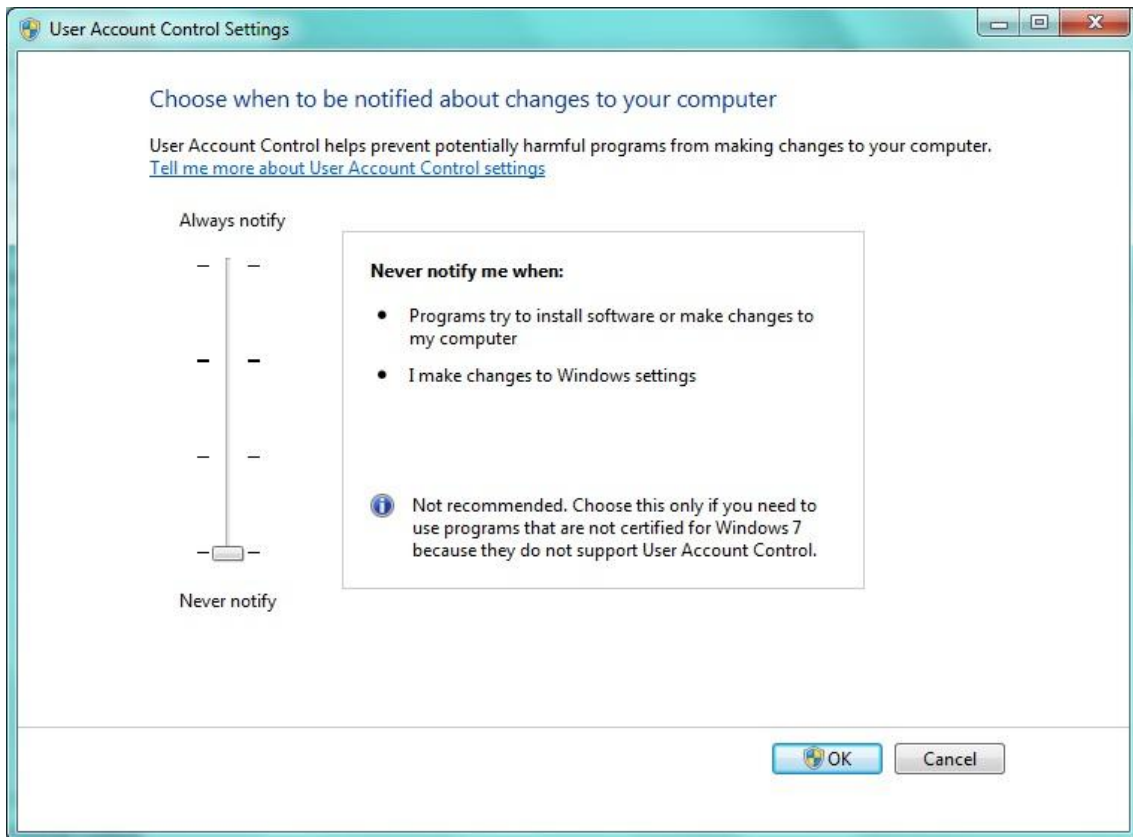 User Account Control Settings
Choose when to be notified about changes to your computer
User Account Control helps prevent potentially harmful programs from making changes to your computer.
Tell me more about User Account Control settings
Always notify
Never notify me when:
• Programs try to install software or make changes to
my computer
• I make changes to Windows settings
Not recommended. Choose this only if you need to
use programs that are not certified for Windows 7
because they do not support User Account Control.
Never notify
OK
Cancel